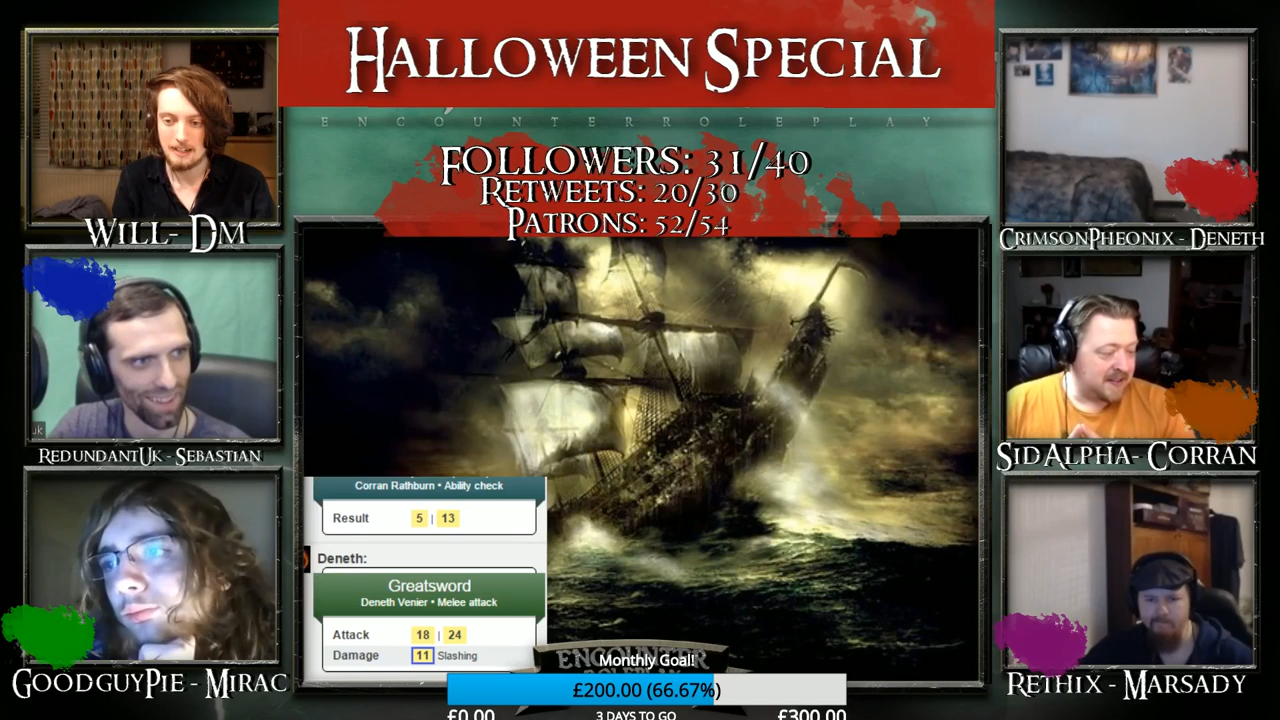 HALLOWEEN SPECIAL
ENCOUNTERROLEPLAY
FOLLOWERS: 31/40
RETWEETS: 20/30
PATRONS: 52/54
WILL- DM
CRIMSONPHEONIX - DENETH
REDUNDANTUK - SEBASTIAN
SIDALPHA- CORRAN
GOODGUYPIE - MIRAC
RETHIX - MARSADY
uk
Corran Rathburn • Ability check
Result 5 | 13
Deneth:
Greatsword
Deneth Venier • Melee attack
Attack 18 | 24
Damage 11 Slashing
ENCOUNTER
Monthly Goal!
£200.00 (66.67%)
£0.00 3 DAYS TO GO £300.00